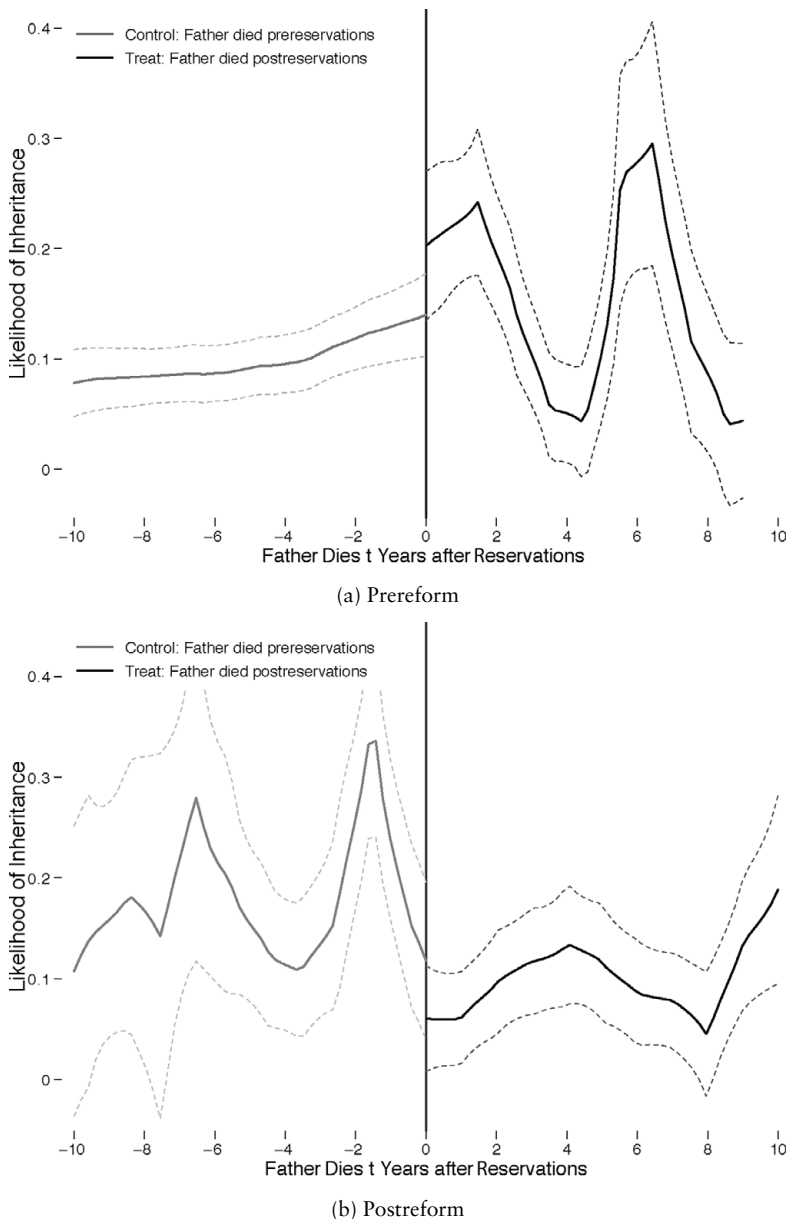 Control: Father died prereservations
Treat: Father died postreservations
Likelihood of Inheritance
0.4
0.3
0.2
0.1
0
−10 −8 −6 −4 −2 0 2 4 6 8 10
Father Dies t Years after Reservations
(a) Prereform
Control: Father died prereservations
Treat: Father died postreservations
Likelihood of Inheritance
0.4
0.3
0.2
0.1
0
−10 −8 −6 −4 −2 0 2 4 6 8 10
Father Dies t Years after Reservations
(b) Postreform